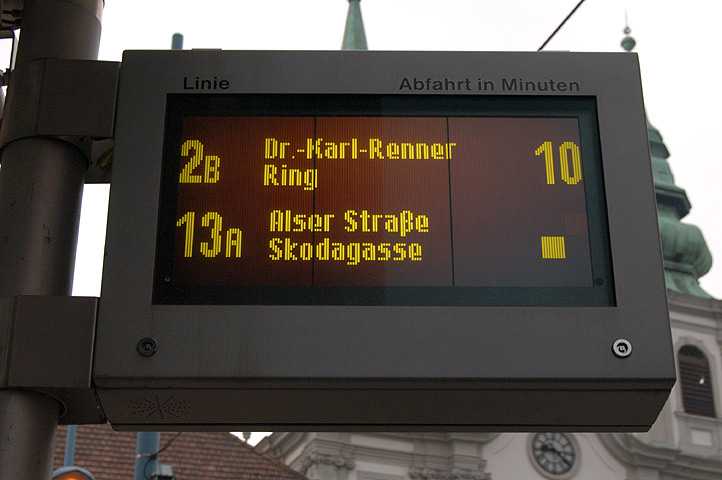 Linie Abfahrt in Minuten
2B Dr.-Karl-Renner 10
Ring
13A Alser Straße
Skodagasse